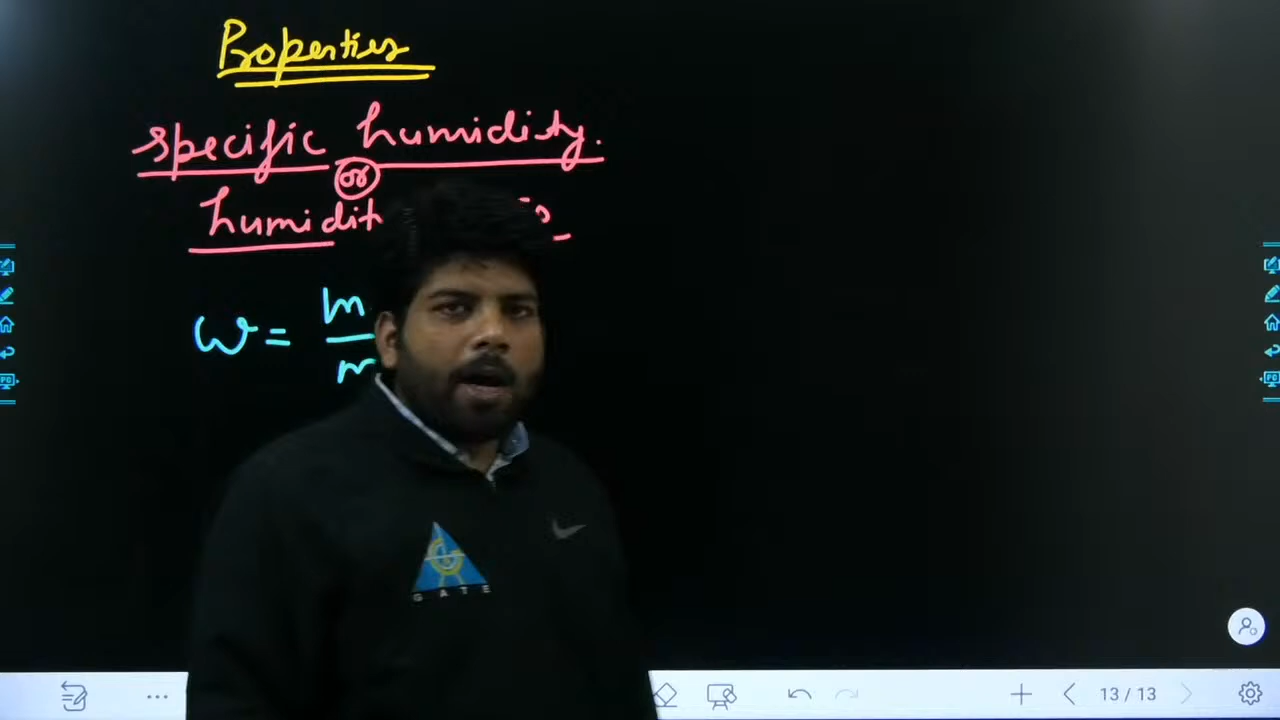 Properties
specific humidity.
or
humidit
ω = m
m
GATE
13 / 13